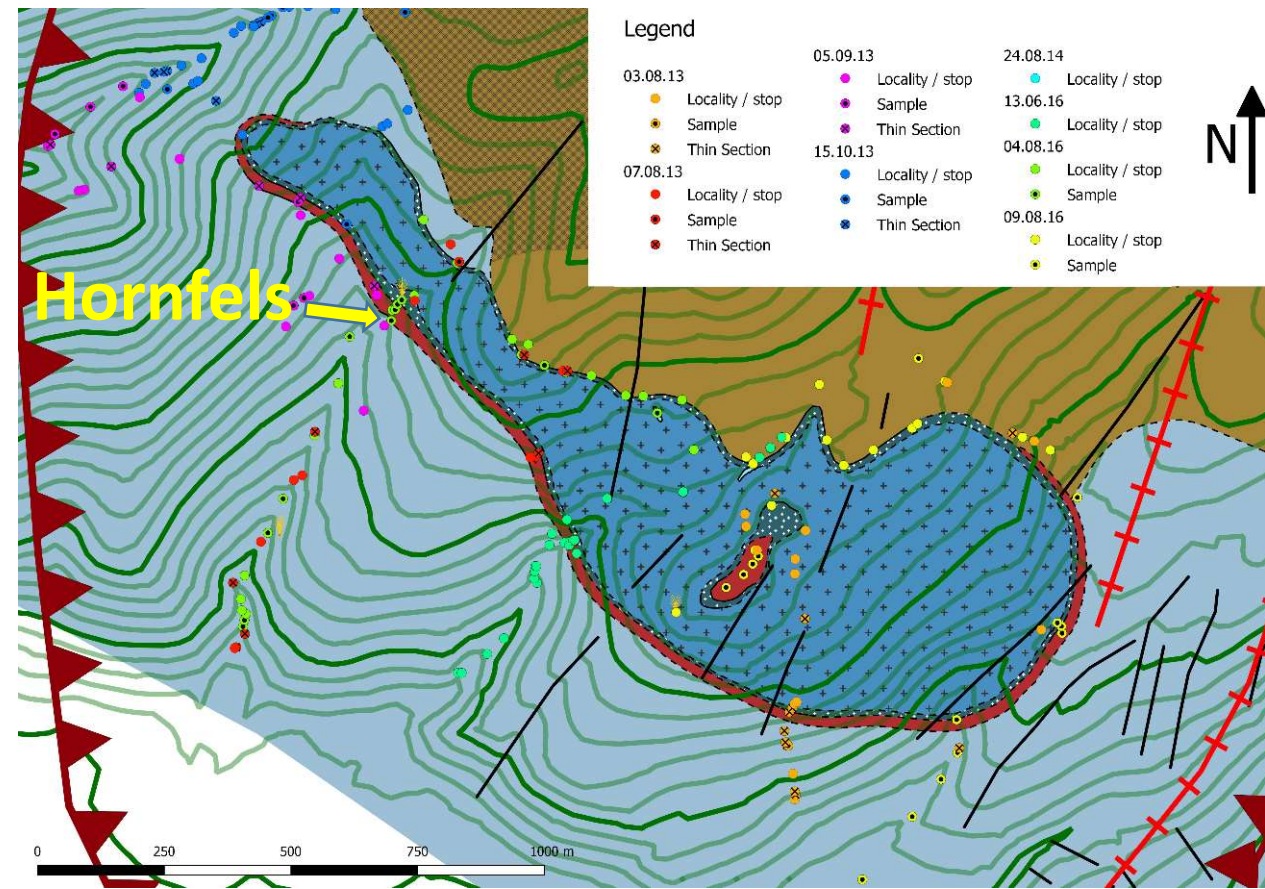 Legend
03.08.13
Locality / stop
Sample
Thin Section
07.08.13
Locality / stop
Sample
Thin Section
05.09.13
Locality / stop
Sample
Thin Section
15.10.13
Locality / stop
Sample
Thin Section
24.08.14
Locality / stop
13.06.16
Locality / stop
04.08.16
Locality / stop
Sample
09.08.16
Locality / stop
Sample
N
Hornfels
0 250 500 750 1000 m